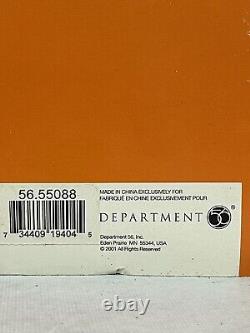 56.55088
7 34409 19404 5
MADE IN CHINA EXCLUSIVELY FOR
FABRIQUÉ EN CHINE EXCLUSIVEMENT POUR
DEPARTMENT 56®
Department 56, Inc.
Eden Prairie MN 55344, USA
© 2001 All Rights Reserved